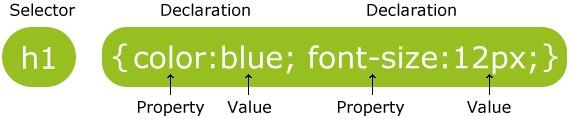 Selector Declaration Declaration
h1 {color:blue; font-size:12px;}
Property Value Property Value